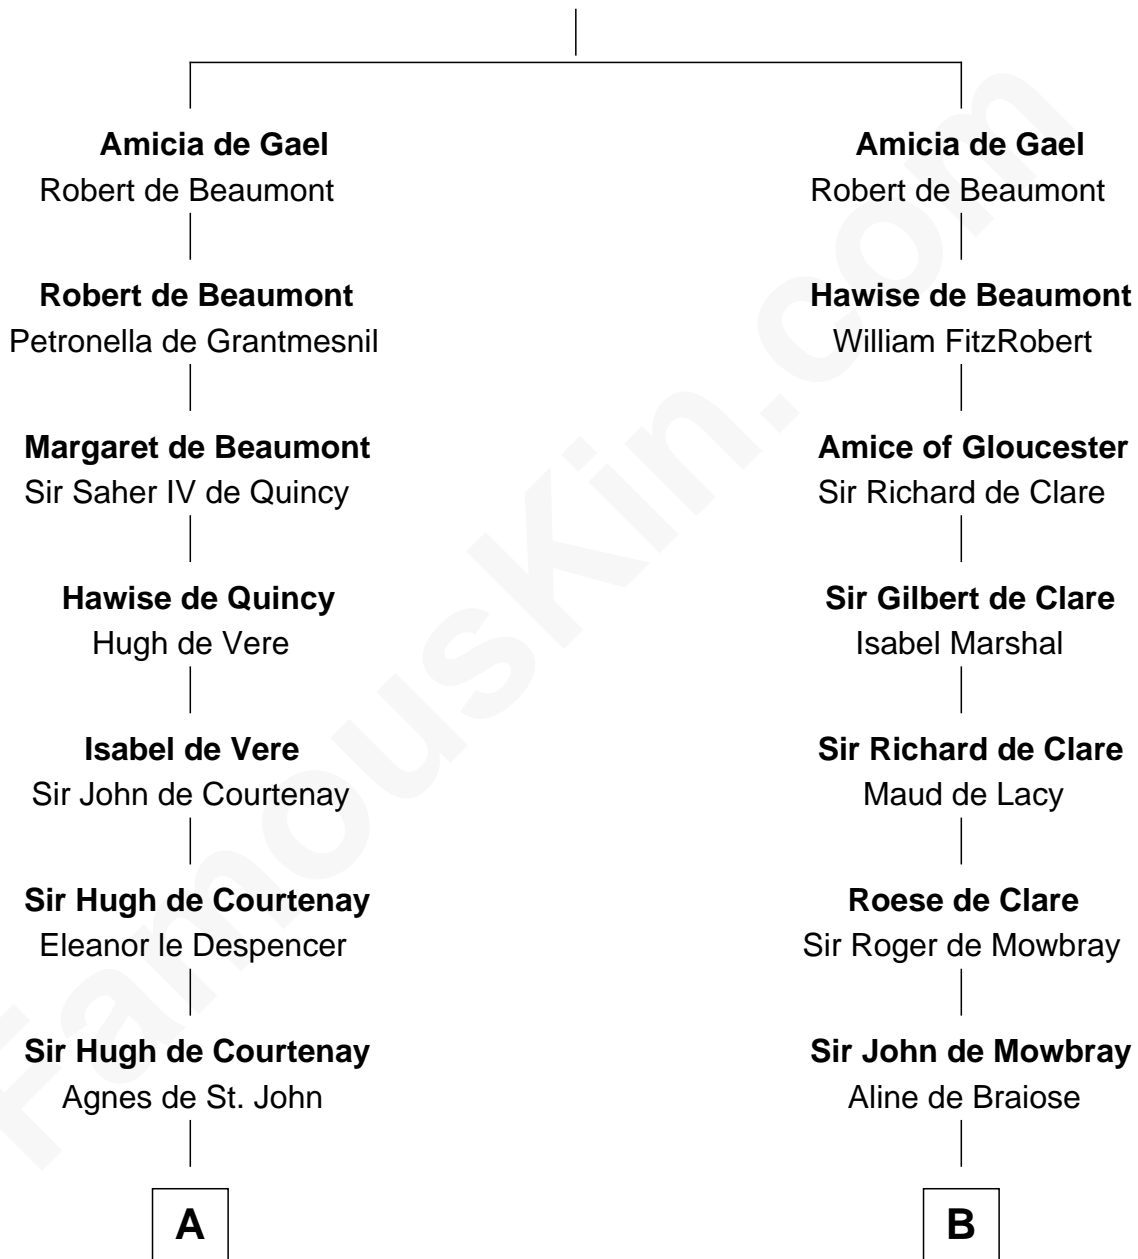 Amicia de Gael
Robert de Beaumont
Robert de Beaumont
Petronella de Grantmesnil
Margaret de Beaumont
Sir Saher IV de Quincy
Hawise de Quincy
Hugh de Vere
Isabel de Vere
Sir John de Courtenay
Sir Hugh de Courtenay
Eleanor le Despencer
Sir Hugh de Courtenay
Agnes de St. John
A
Amicia de Gael
Robert de Beaumont
Hawise de Beaumont
William FitzRobert
Amice of Gloucester
Sir Richard de Clare
Sir Gilbert de Clare
Isabel Marshal
Sir Richard de Clare
Maud de Lacy
Roese de Clare
Sir Roger de Mowbray
Sir John de Mowbray
Aline de Braiose
B
FamousKin.com